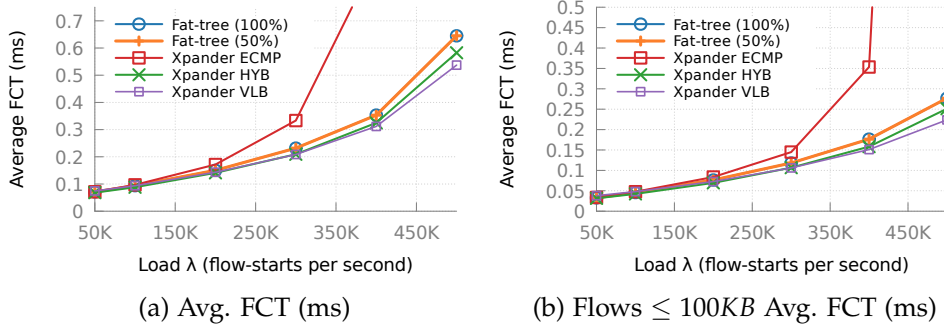 Average FCT (ms)
0.7
0.6
0.5
0.4
0.3
0.2
0.1
0
Fat-tree (100%)
Fat-tree (50%)
Xpander ECMP
Xpander HYB
Xpander VLB
50K 150K 250K 350K 450K
Load λ (flow-starts per second)
(a) Avg. FCT (ms)
Average FCT (ms)
0.5
0.45
0.4
0.35
0.3
0.25
0.2
0.15
0.1
0.05
0
Fat-tree (100%)
Fat-tree (50%)
Xpander ECMP
Xpander HYB
Xpander VLB
50K 150K 250K 350K 450K
Load λ (flow-starts per second)
(b) Flows ≤ 100KB Avg. FCT (ms)